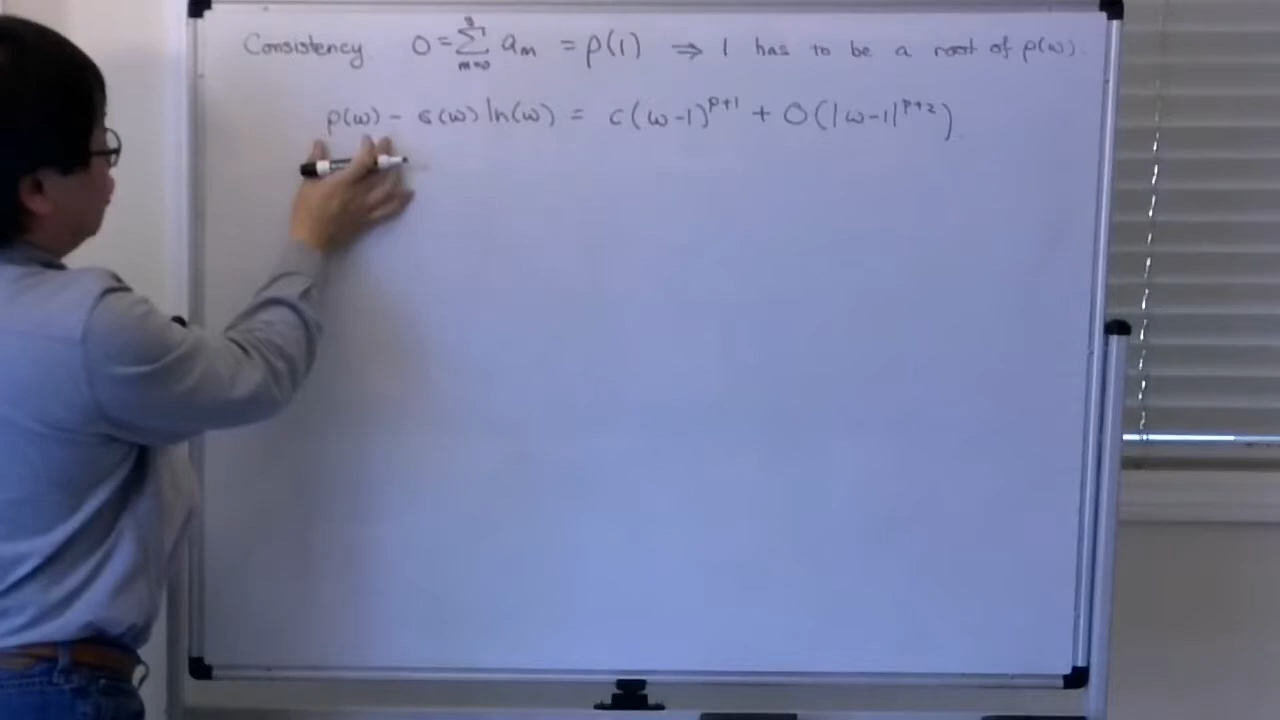 Consistency 0 = ∑_{m=0}^{s} a_m = ρ(1) ⇒ 1 has to be a root of ρ(ω).
ρ(ω) - σ(ω) ln(ω) = c(ω-1)^{p+1} + O(|ω-1|^{p+2})